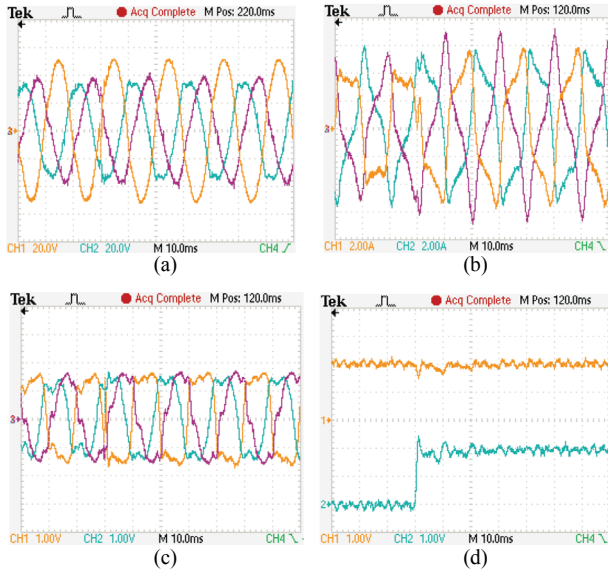 Tek Acq Complete M Pos: 220.0ms
3
CH1 20.0V CH2 20.0V M 10.0ms CH4
(a)
Tek Acq Complete M Pos: 120.0ms
3
CH1 2.00A CH2 2.00A M 10.0ms CH4
(b)
Tek Acq Complete M Pos: 120.0ms
3
CH1 1.00V CH2 1.00V M 10.0ms CH4
(c)
Tek Acq Complete M Pos: 120.0ms
1
2
CH1 1.00V CH2 1.00V M 10.0ms CH4
(d)